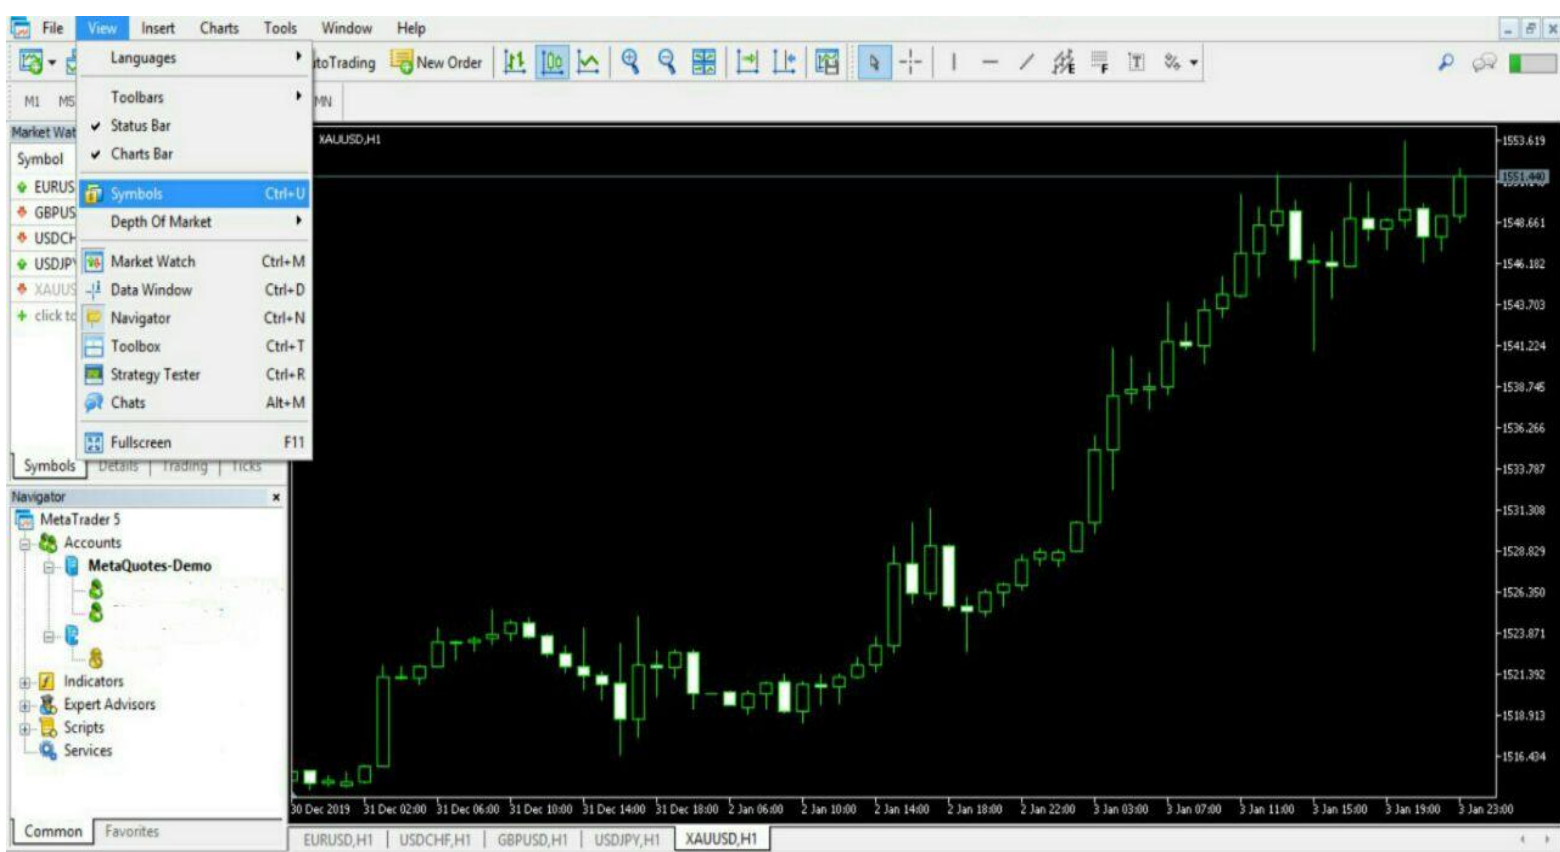 File View Insert Charts Tools Window Help
Languages
toTrading New Order
Toolbars
M1 M5 MN
Status Bar
Charts Bar
Market Wat
Symbol
Symbols Ctrl+U
Depth Of Market
Market Watch Ctrl+M
Data Window Ctrl+D
Navigator Ctrl+N
Toolbox Ctrl+T
Strategy Tester Ctrl+R
Chats Alt+M
Fullscreen F11
EURUS
GBPUS
USDCH
USDJPY
XAUUS
click to
Symbols Details Trading Ticks
Navigator
MetaTrader 5
Accounts
MetaQuotes-Demo
Indicators
Expert Advisors
Scripts
Services
Common Favorites
XAUUSD,H1
1553.619
1551.440
1548.661
1546.182
1543.703
1541.224
1538.745
1536.266
1533.787
1531.308
1528.829
1526.350
1523.871
1521.392
1518.913
1516.434
30 Dec 2019 31 Dec 02:00 31 Dec 06:00 31 Dec 10:00 31 Dec 14:00 31 Dec 18:00 2 Jan 06:00 2 Jan 10:00 2 Jan 14:00 2 Jan 18:00 2 Jan 22:00 3 Jan 03:00 3 Jan 07:00 3 Jan 11:00 3 Jan 15:00 3 Jan 19:00 3 Jan 23:00
EURUSD,H1 USDCHF,H1 GBPUSD,H1 USDJPY,H1 XAUUSD,H1